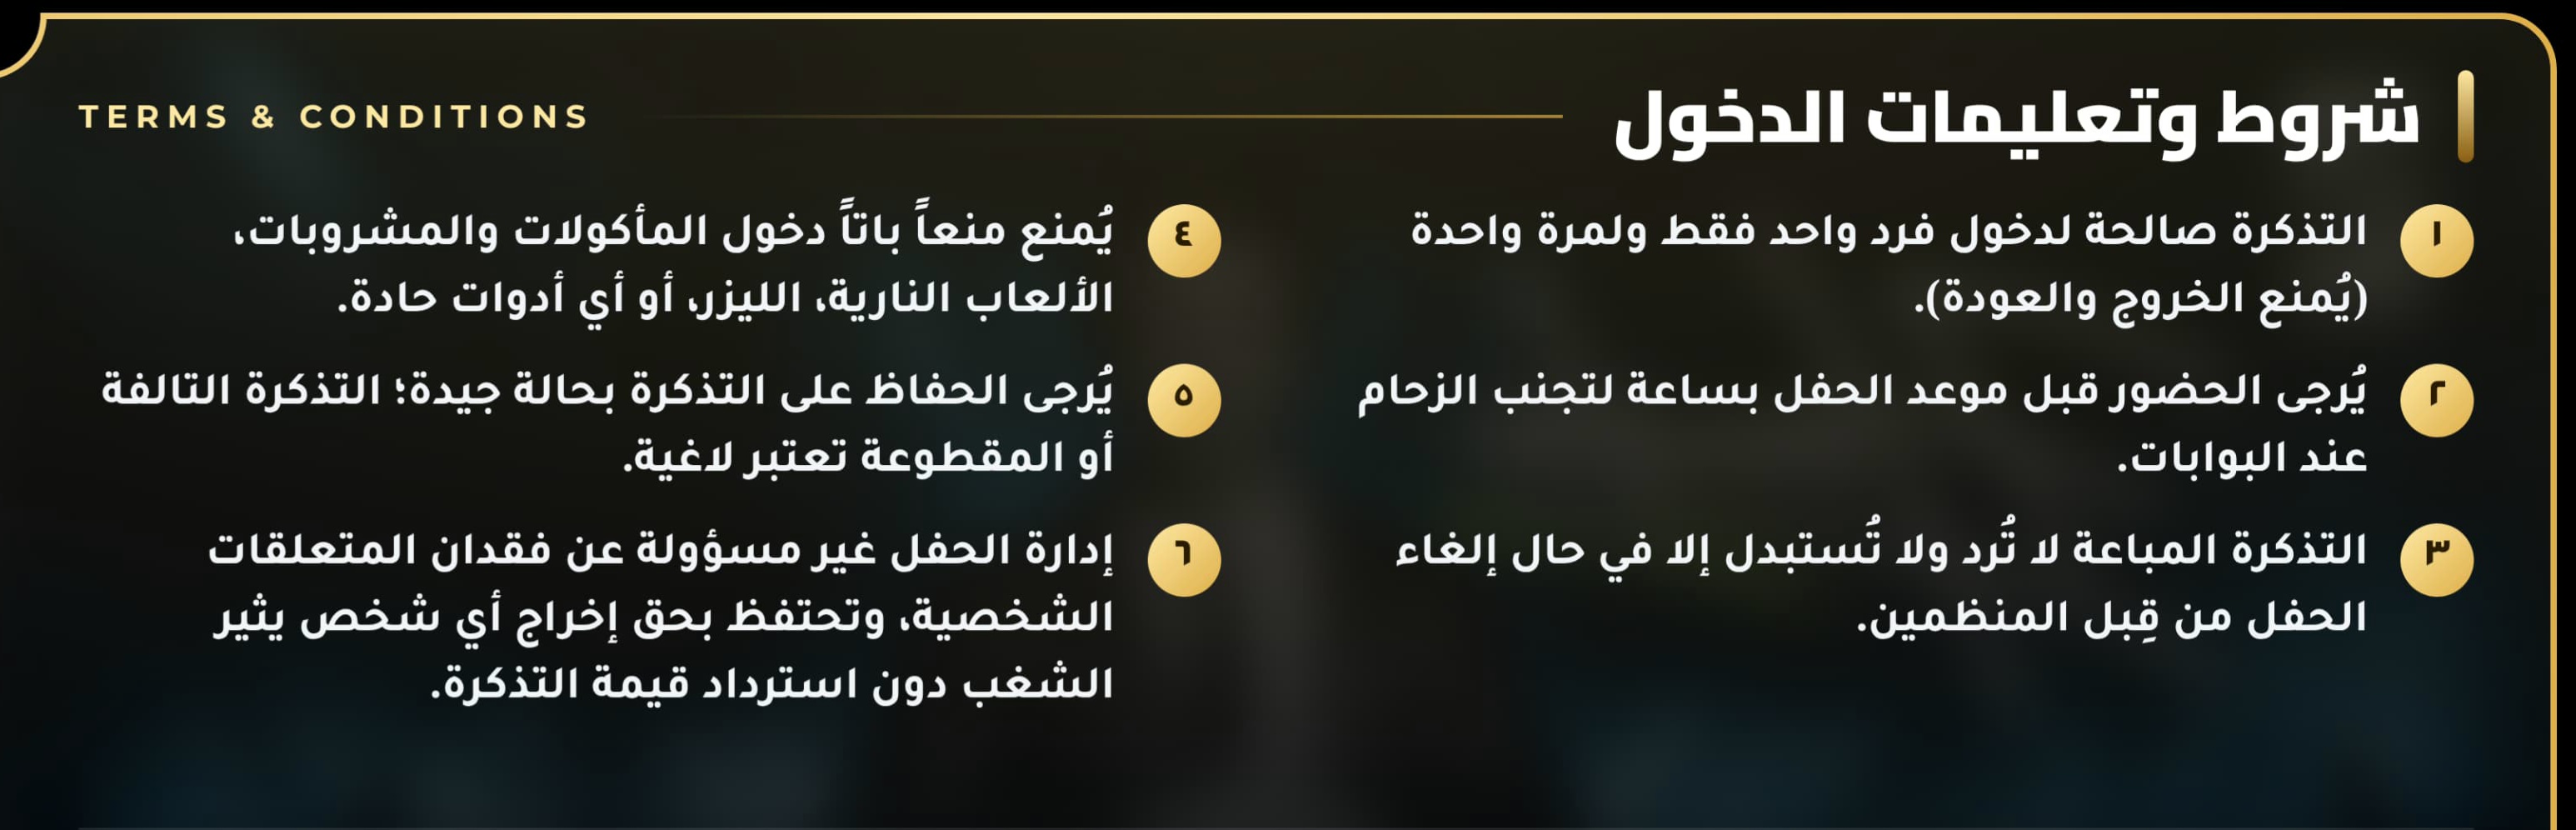 شروط وتعليمات الدخول
TERMS & CONDITIONS
١
التذكرة صالحة لدخول فرد واحد فقط ولمرة واحدة
(يُمنع الخروج والعودة).
٢
يُرجى الحضور قبل موعد الحفل بساعة لتجنب الزحام
عند البوابات.
٣
التذكرة المباعة لا تُرد ولا تُستبدل إلا في حال إلغاء
الحفل من قِبل المنظمين.
٤
يُمنع منعاً باتاً دخول المأكولات والمشروبات،
الألعاب النارية، الليزر، أو أي أدوات حادة.
٥
يُرجى الحفاظ على التذكرة بحالة جيدة؛ التذكرة التالفة
أو المقطوعة تعتبر لاغية.
٦
إدارة الحفل غير مسؤولة عن فقدان المتعلقات
الشخصية، وتحتفظ بحق إخراج أي شخص يثير
الشغب دون استرداد قيمة التذكرة.